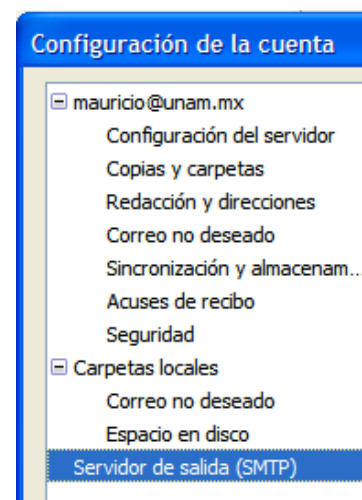 Configuración de la cuenta
mauricio@unam.mx
Configuración del servidor
Copias y carpetas
Redacción y direcciones
Correo no deseado
Sincronización y almacenam...
Acuses de recibo
Seguridad
Carpetas locales
Correo no deseado
Espacio en disco
Servidor de salida (SMTP)